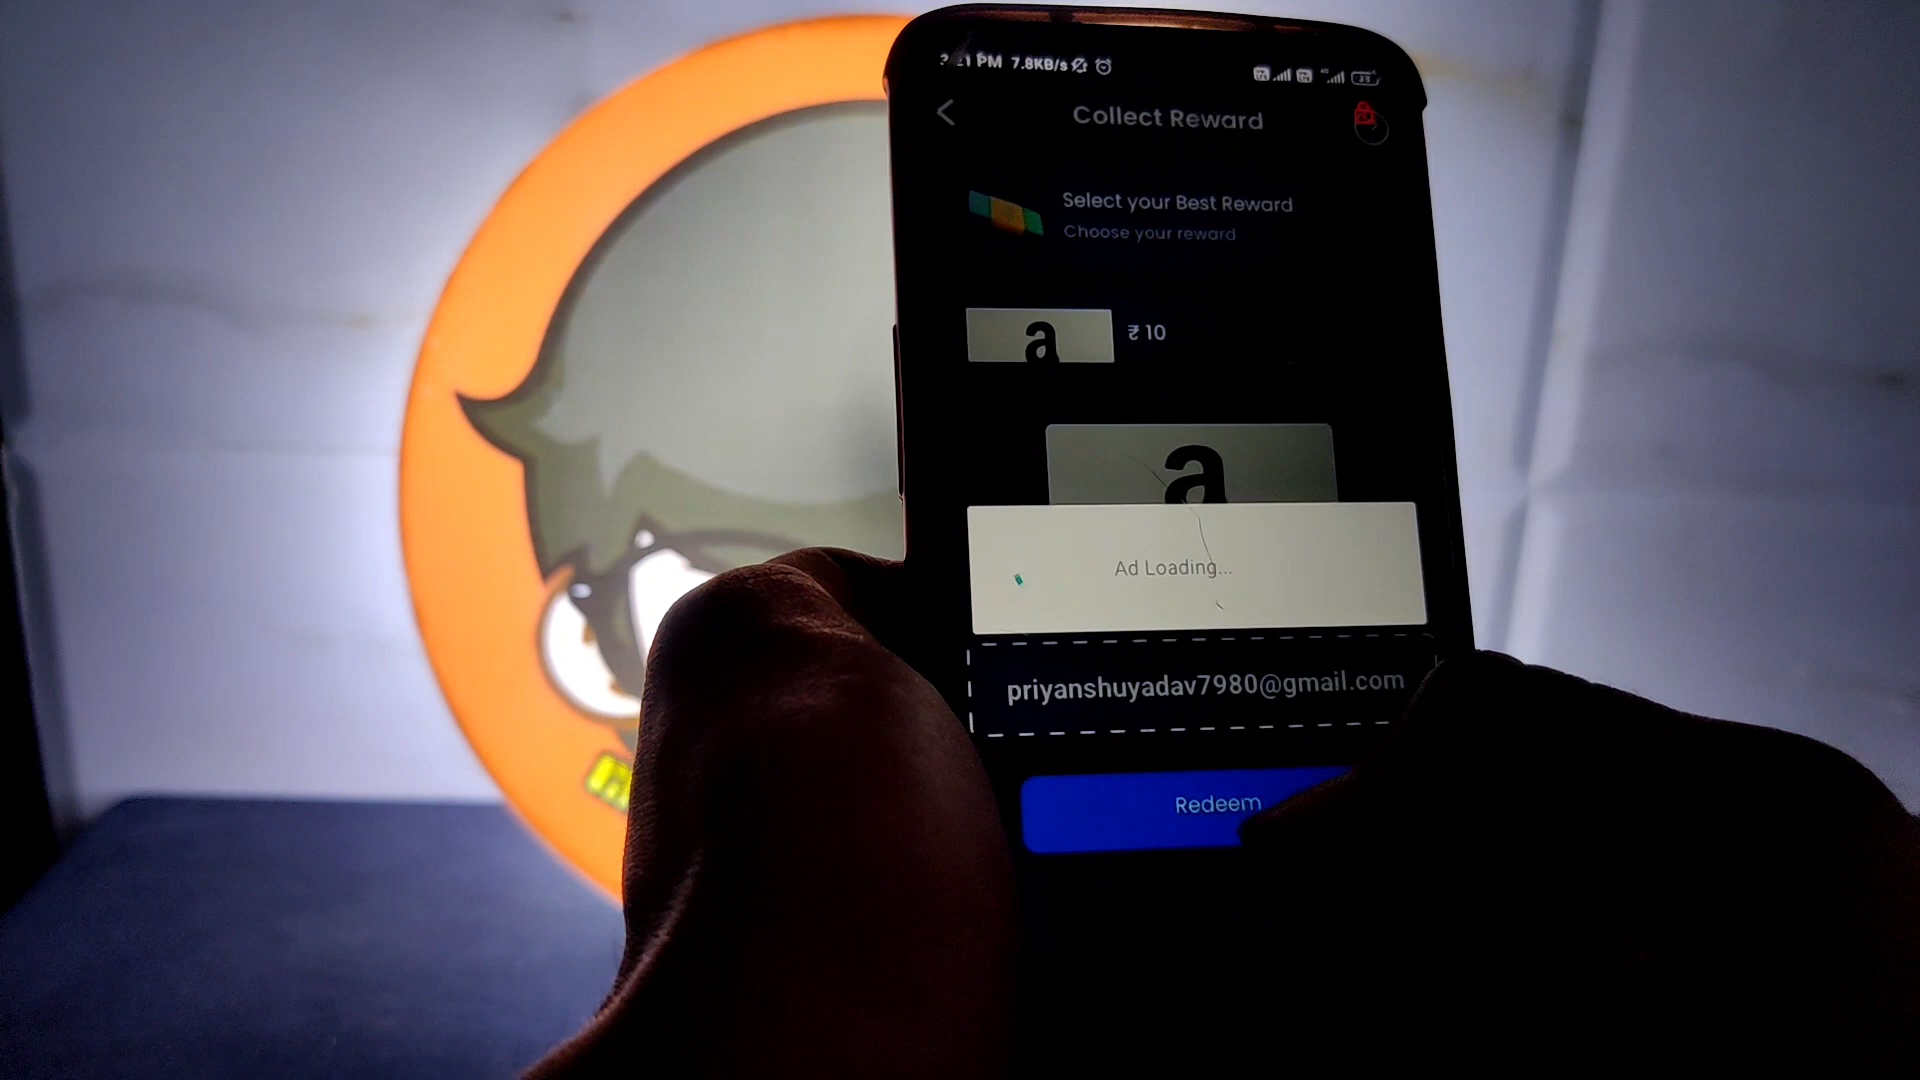 PM 7.8KB/s
Collect Reward
Select your Best Reward
Choose your reward
a
₹ 10
a
Ad Loading...
priyanshuyadav7980@gmail.com
Redeem